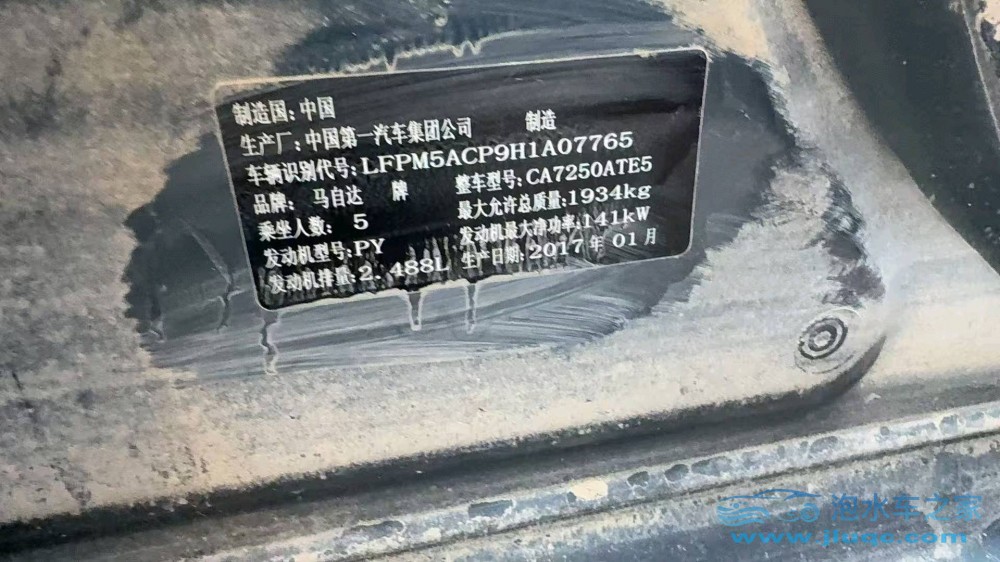 制造国:中国
生产厂:中国第一汽车集团公司 制造
车辆识别代号:LFPM5ACP9H1A07765
品牌: 马自达 牌 整车型号:CA7250ATE5
乘坐人数: 5 最大允许总质量:1934kg
发动机型号:PY 发动机最大净功率:141kW
发动机排量:2.488L 生产日期:2017年01月
泡水车之家
www.jluqc.com